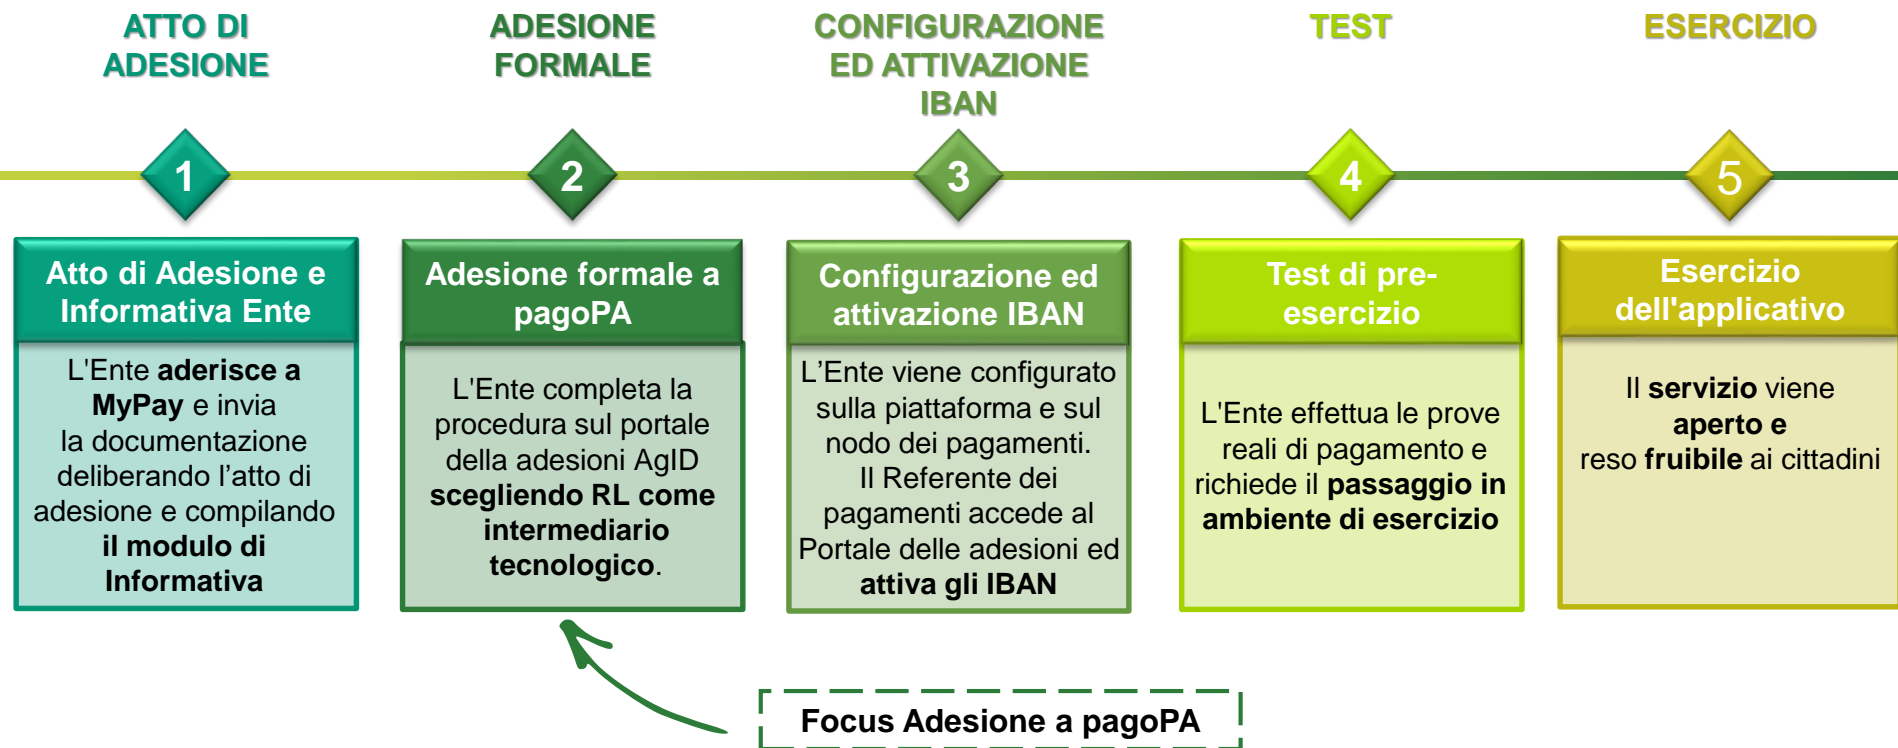 ATTO DI
ADESIONE
ADESIONE
FORMALE
CONFIGURAZIONE
ED ATTIVAZIONE
IBAN
TEST
ESERCIZIO
1
2
3
4
5
Atto di Adesione e
Informativa Ente
L'Ente aderisce a
MyPay e invia
la documentazione
deliberando l’atto di
adesione e compilando
il modulo di
Informativa
Adesione formale a
pagoPA
L'Ente completa la
procedura sul portale
della adesioni AgID
scegliendo RL come
intermediario
tecnologico.
Configurazione ed
attivazione IBAN
L’Ente viene configurato
sulla piattaforma e sul
nodo dei pagamenti.
Il Referente dei
pagamenti accede al
Portale delle adesioni ed
attiva gli IBAN
Test di pre-
esercizio
L'Ente effettua le prove
reali di pagamento e
richiede il passaggio in
ambiente di esercizio
Esercizio
dell'applicativo
Il servizio viene
aperto e
reso fruibile ai cittadini
Focus Adesione a pagoPA